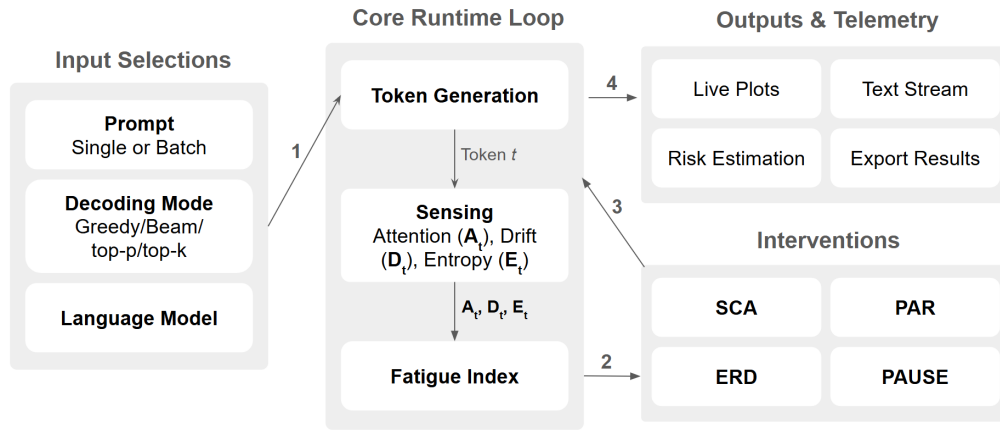 Input Selections
Prompt
Single or Batch
Decoding Mode
Greedy/Beam/
top-p/top-k
Language Model
1
Core Runtime Loop
Token Generation
Token t
Sensing
Attention (Aₜ), Drift
(Dₜ), Entropy (Eₜ)
Aₜ, Dₜ, Eₜ
Fatigue Index
4
3
2
Outputs & Telemetry
Live Plots
Text Stream
Risk Estimation
Export Results
Interventions
SCA
PAR
ERD
PAUSE